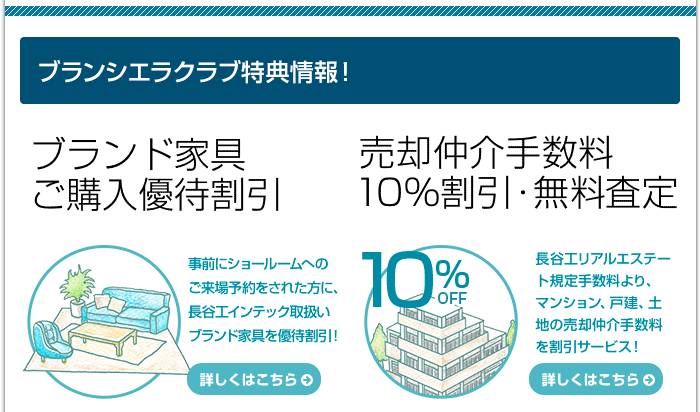 ブランシエラクラブ特典情報！
ブランド家具
ご購入優待割引
事前にショールームへの
ご来場予約をされた方に、
長谷工インテック取扱い
ブランド家具を優待割引！
詳しくはこちら
売却仲介手数料
10％割引・無料査定
10%
OFF
長谷工リアルエステー
ト規定手数料より、
マンション、戸建、土
地の売却仲介手数料
を割引サービス！
詳しくはこちら